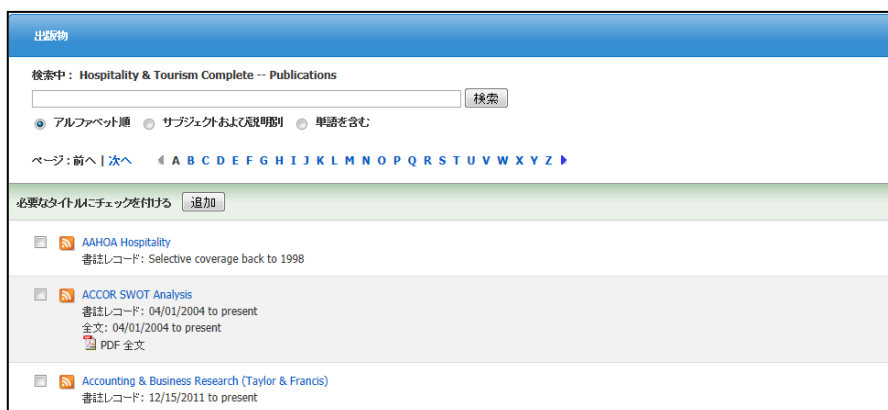 出版物
検索中： Hospitality & Tourism Complete -- Publications
検索
アルファベット順 サブジェクトおよび説明別 単語を含む
ページ：前へ | 次へ A B C D E F G H I J K L M N O P Q R S T U V W X Y Z
必要なタイトルにチェックを付ける 追加
AAHOA Hospitality
書誌レコード: Selective coverage back to 1998
ACCOR SWOT Analysis
書誌レコード: 04/01/2004 to present
全文: 04/01/2004 to present
PDF 全文
Accounting & Business Research (Taylor & Francis)
書誌レコード: 12/15/2011 to present